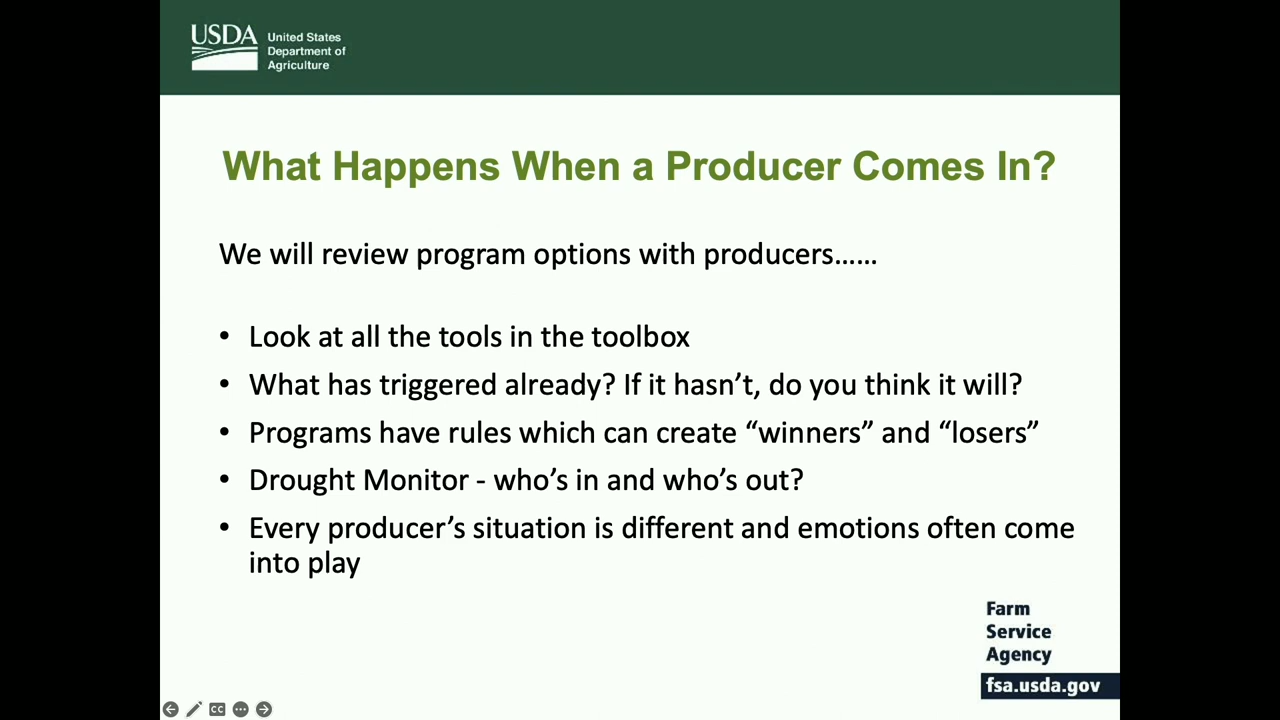 USDA
United States
Department of
Agriculture
What Happens When a Producer Comes In?
We will review program options with producers……
• Look at all the tools in the toolbox
• What has triggered already? If it hasn’t, do you think it will?
• Programs have rules which can create “winners” and “losers”
• Drought Monitor - who’s in and who’s out?
• Every producer’s situation is different and emotions often come
into play
Farm
Service
Agency
fsa.usda.gov
CC